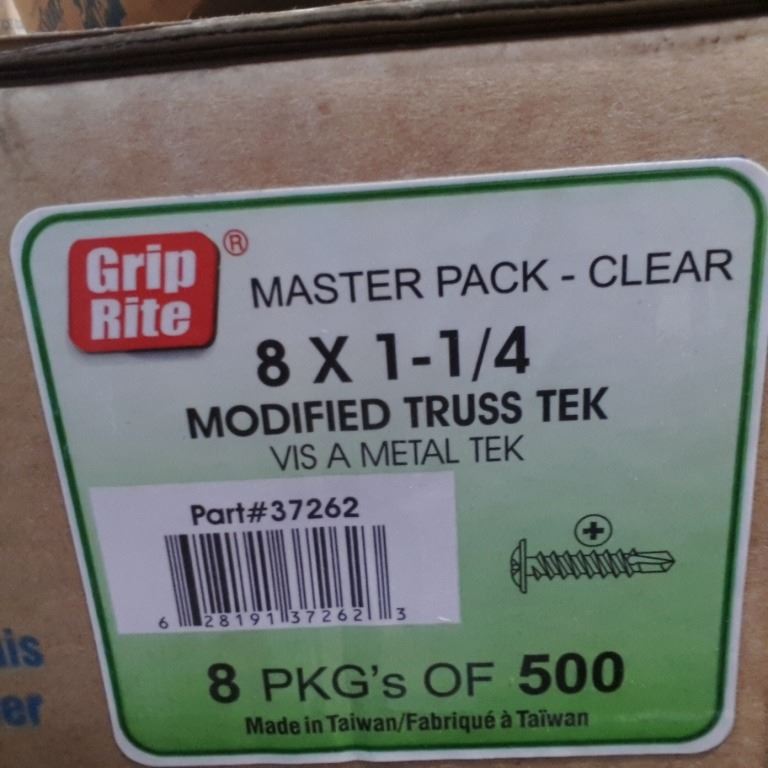 Grip
Rite
®
MASTER PACK - CLEAR
8 X 1-1/4
MODIFIED TRUSS TEK
VIS A METAL TEK
Part#37262
6 28191 37262 3
8 PKG's OF 500
Made in Taiwan/Fabriqué à Taïwan